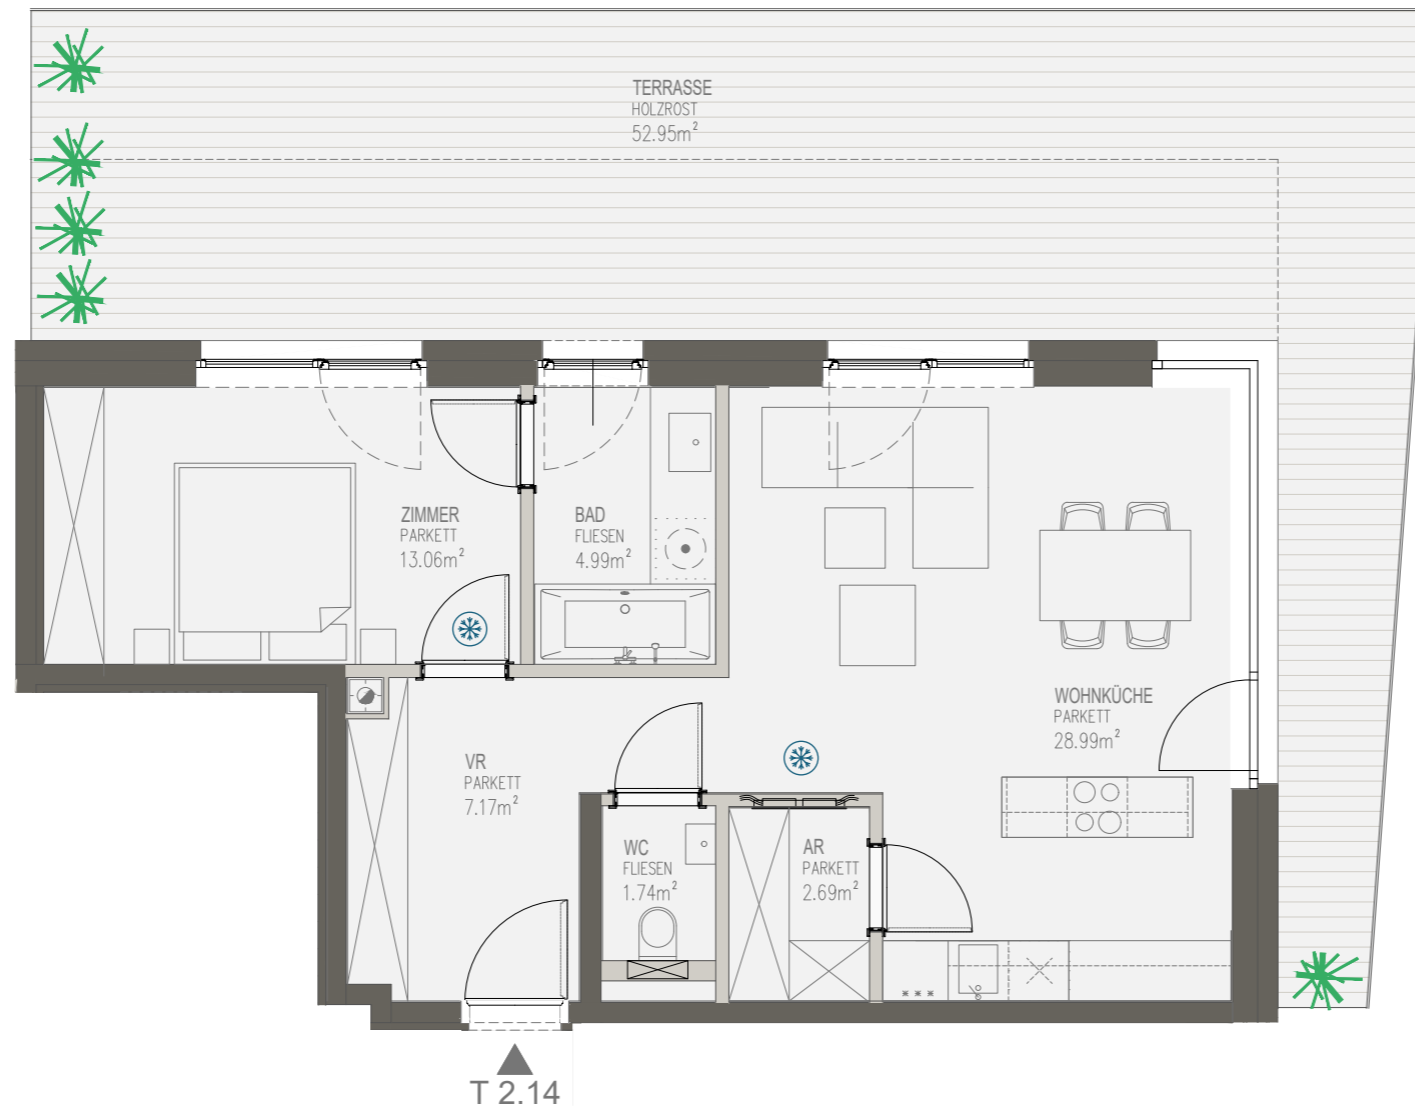 TERRASSE
HOLZROST
52.95m²
ZIMMER
PARKETT
13.06m²
BAD
FLIESEN
4.99m²
WOHNKÜCHE
PARKETT
28.99m²
VR
PARKETT
7.17m²
WC
FLIESEN
1.74m²
AR
PARKETT
2.69m²
T 2.14